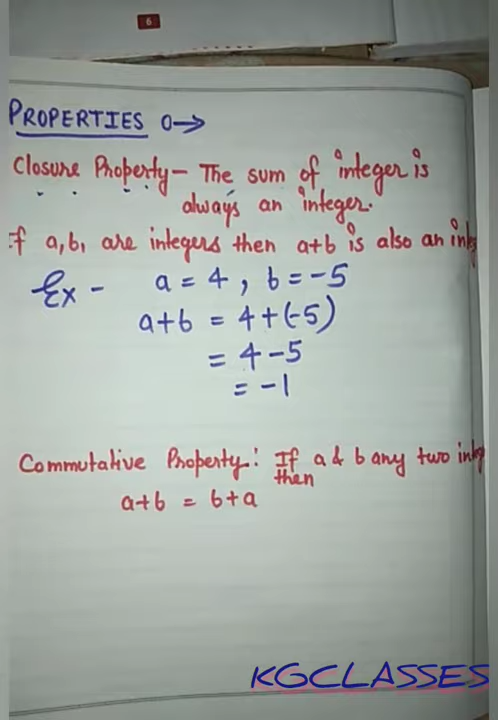 6
PROPERTIES o→
Closure Property - The sum of integer is
always an integer.
If a, b, are integers then a+b is also an
Ex - a = 4, b = -5
a+b = 4+(-5)
= 4-5
= -1
Commutative Property: If a & b any two
then
a+b = b+a
KGCLASSES